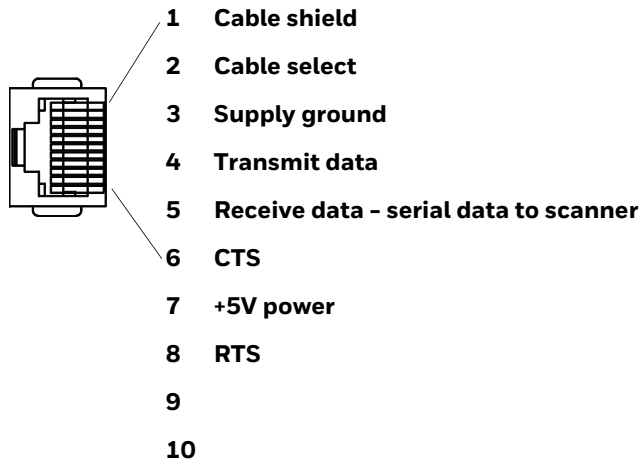 1 Cable shield
2 Cable select
3 Supply ground
4 Transmit data
5 Receive data - serial data to scanner
6 CTS
7 +5V power
8 RTS
9
10